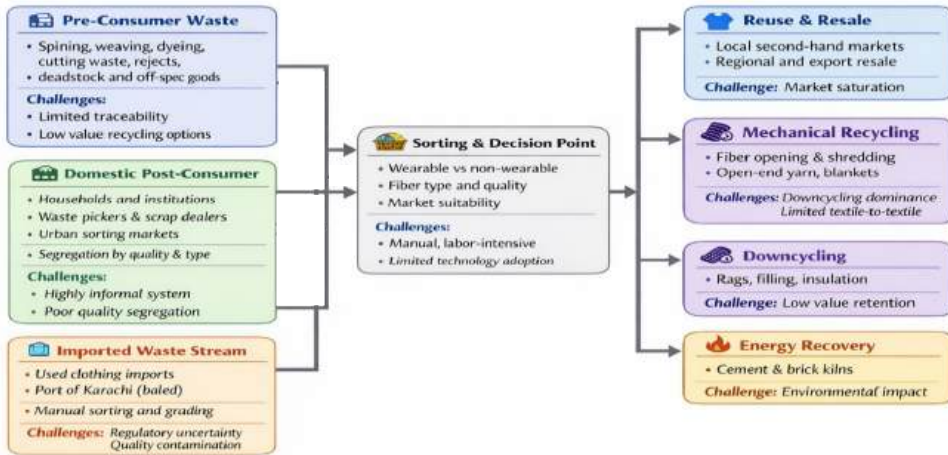 Pre-Consumer Waste
• Spining, weaving, dyeing,
cutting waste, rejects,
• deadstock and off-spec goods
Challenges:
• Limited traceability
• Low value recycling options
Domestic Post-Consumer
• Households and institutions
• Waste pickers & scrap dealers
• Urban sorting markets
• Segregation by quality & type
Challenges:
• Highly informal system
• Poor quality segregation
Imported Waste Stream
• Used clothing imports
• Port of Karachi (baled)
• Manual sorting and grading
Challenges: Regulatory uncertainty
Quality contamination
Sorting & Decision Point
• Wearable vs non-wearable
• Fiber type and quality
• Market suitability
Challenges:
• Manual, labor-intensive
• Limited technology adoption
Reuse & Resale
• Local second-hand markets
• Regional and export resale
Challenge: Market saturation
Mechanical Recycling
• Fiber opening & shredding
• Open-end yarn, blankets
Challenges: Downcycling dominance
Limited textile-to-textile
Downcycling
• Rags, filling, insulation
Challenge: Low value retention
Energy Recovery
• Cement & brick kilns
Challenge: Environmental impact